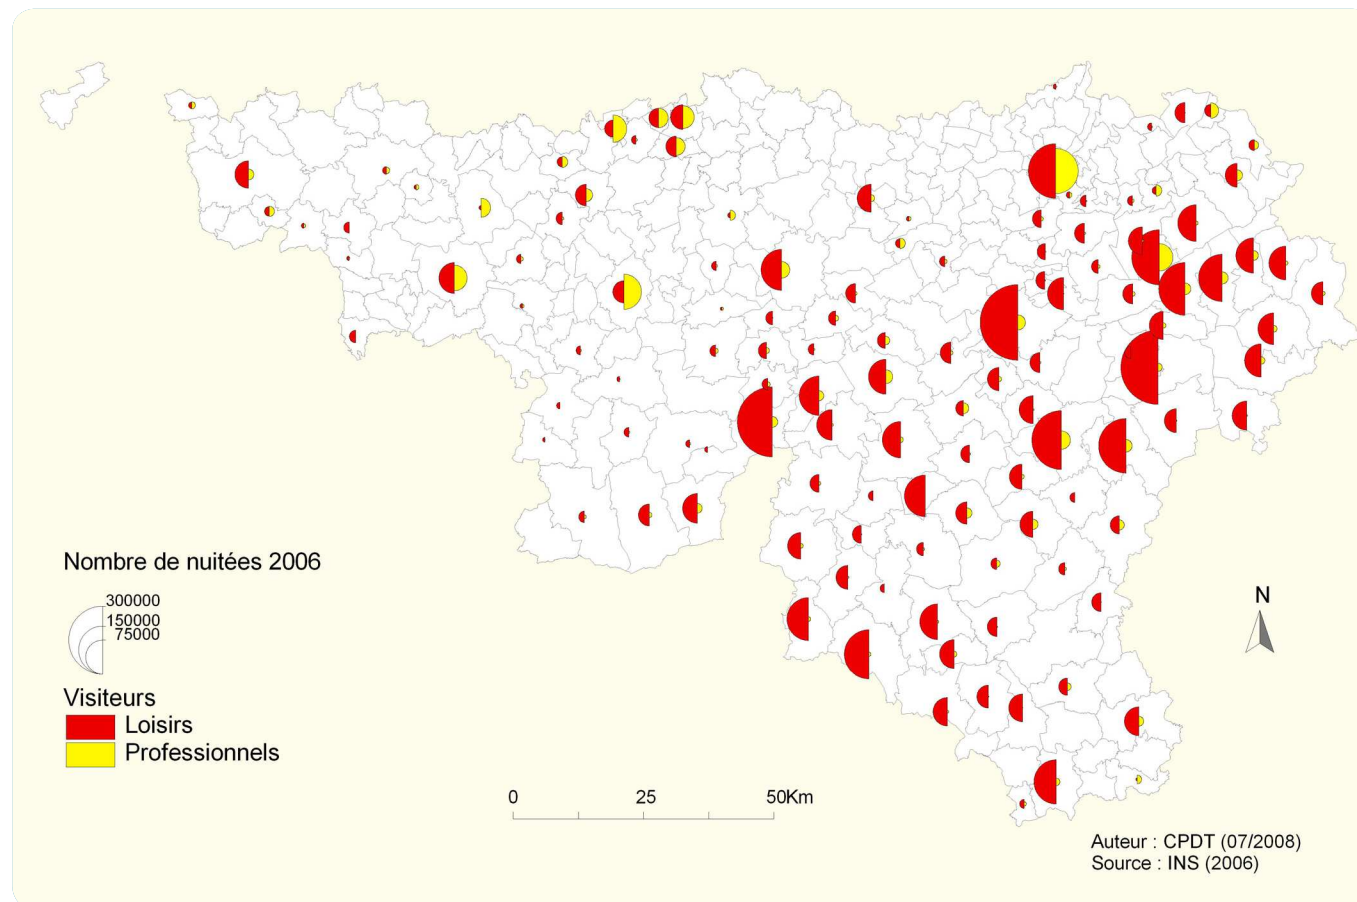 Nombre de nuitées 2006
300000
150000
75000
Visiteurs
Loisirs
Professionnels
0 25 50Km
N
Auteur : CPDT (07/2008)
Source : INS (2006)